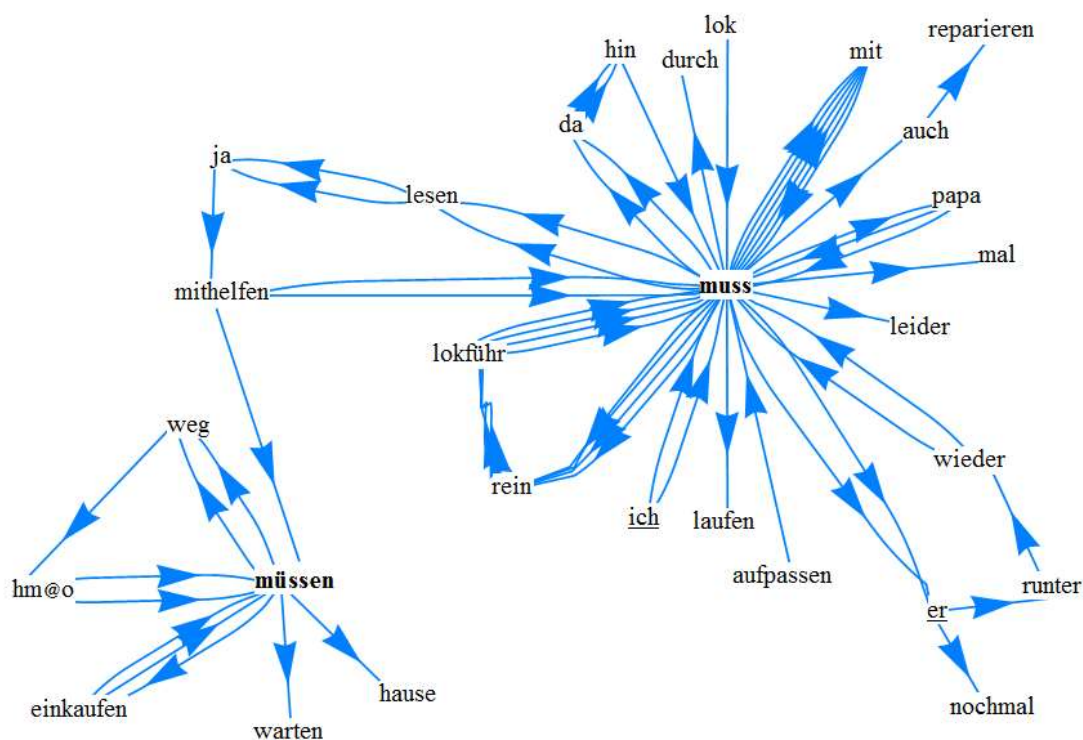 lok
reparieren
hin
durch
mit
da
auch
ja
lesen
papa
mal
mithelfen
muss
leider
lokführ
weg
wieder
rein
ich
laufen
aufpassen
hm@o
müssen
runter
er
hause
einkaufen
warten
nochmal